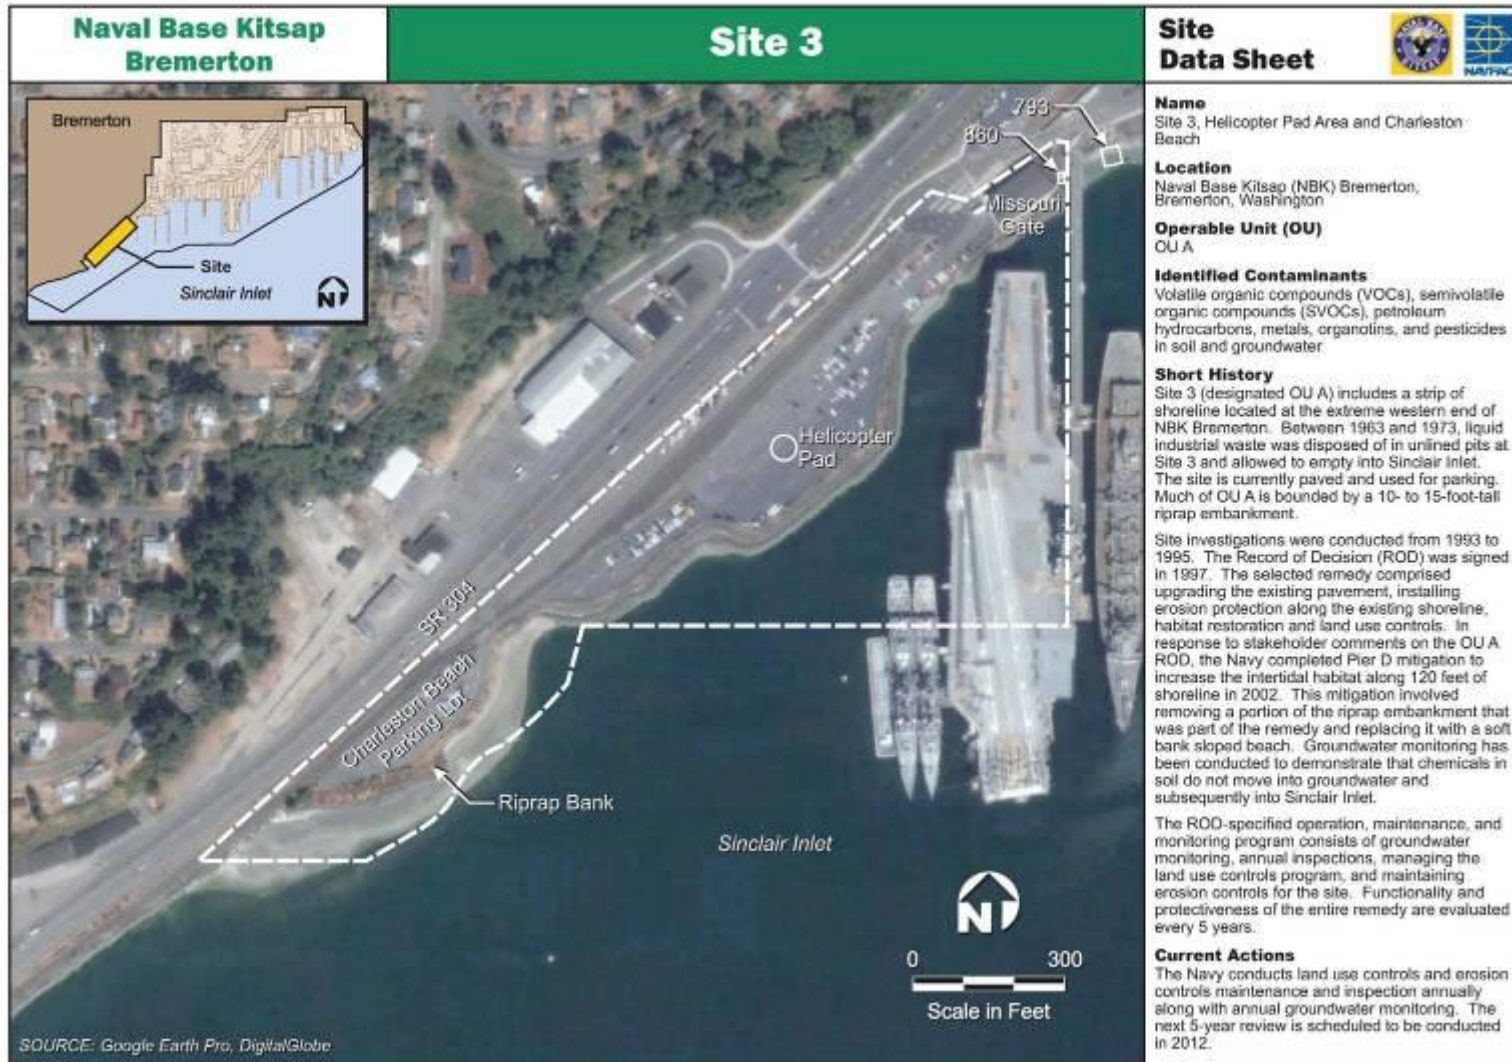 Naval Base Kitsap
Bremerton
Site 3
Site
Data Sheet
NAVAL BASE
KITSAP
NAVFAC
Bremerton
Site
Sinclair Inlet
N
793
860
Missouri
Gate
Helicopter
Pad
SR 304
Charleston Beach
Parking Lot
Riprap Bank
Sinclair Inlet
N
0 300
Scale in Feet
SOURCE: Google Earth Pro, DigitalGlobe
Name
Site 3, Helicopter Pad Area and Charleston
Beach
Location
Naval Base Kitsap (NBK) Bremerton,
Bremerton, Washington
Operable Unit (OU)
OU A
Identified Contaminants
Volatile organic compounds (VOCs), semivolatile
organic compounds (SVOCs), petroleum
hydrocarbons, metals, organotins, and pesticides
in soil and groundwater
Short History
Site 3 (designated OU A) includes a strip of
shoreline located at the extreme western end of
NBK Bremerton. Between 1963 and 1973, liquid
industrial waste was disposed of in unlined pits at
Site 3 and allowed to empty into Sinclair Inlet.
The site is currently paved and used for parking.
Much of OU A is bounded by a 10- to 15-foot-tall
riprap embankment.
Site investigations were conducted from 1993 to
1995. The Record of Decision (ROD) was signed
in 1997. The selected remedy comprised
upgrading the existing pavement, installing
erosion protection along the existing shoreline,
habitat restoration and land use controls. In
response to stakeholder comments on the OU A
ROD, the Navy completed Pier D mitigation to
increase the intertidal habitat along 120 feet of
shoreline in 2002. This mitigation involved
removing a portion of the riprap embankment that
was part of the remedy and replacing it with a soft
bank sloped beach. Groundwater monitoring has
been conducted to demonstrate that chemicals in
soil do not move into groundwater and
subsequently into Sinclair Inlet.
The ROD-specified operation, maintenance, and
monitoring program consists of groundwater
monitoring, annual inspections, managing the
land use controls program, and maintaining
erosion controls for the site. Functionality and
protectiveness of the entire remedy are evaluated
every 5 years.
Current Actions
The Navy conducts land use controls and erosion
controls maintenance and inspection annually
along with annual groundwater monitoring. The
next 5-year review is scheduled to be conducted
in 2012.